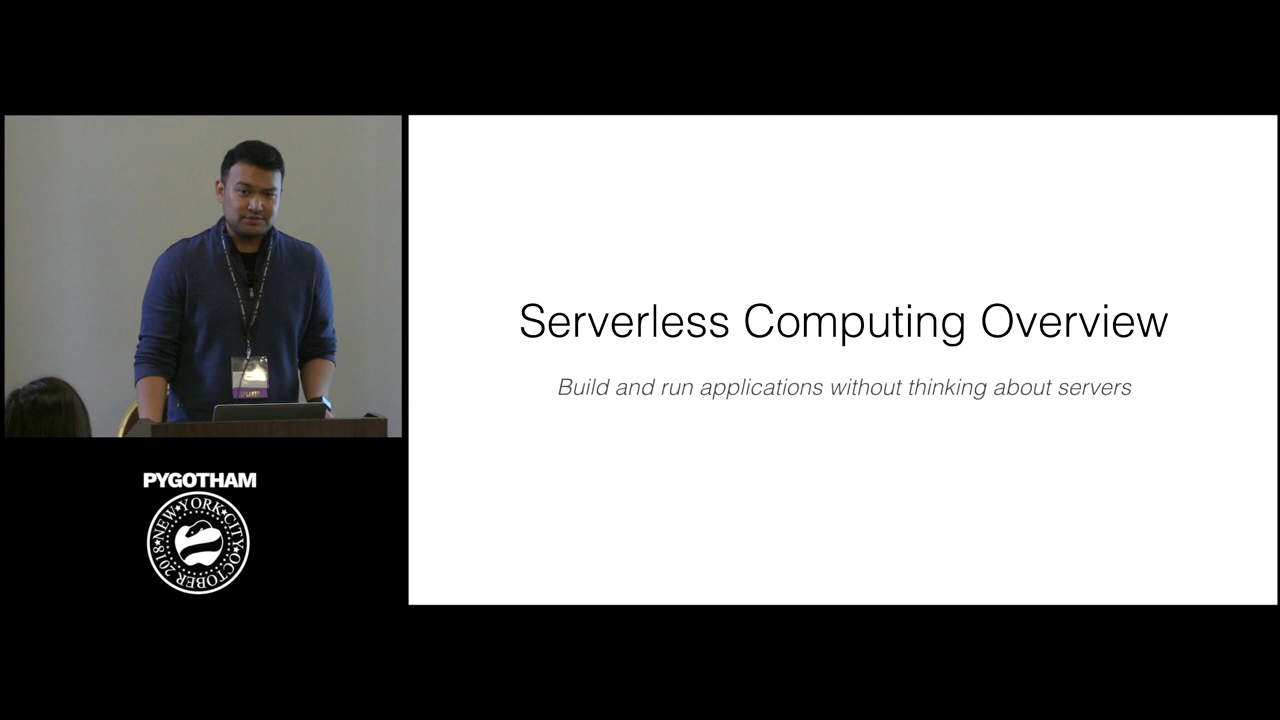 Serverless Computing Overview
Build and run applications without thinking about servers
PYGOTHAM
NEW YORK CITY OCTOBER 2018